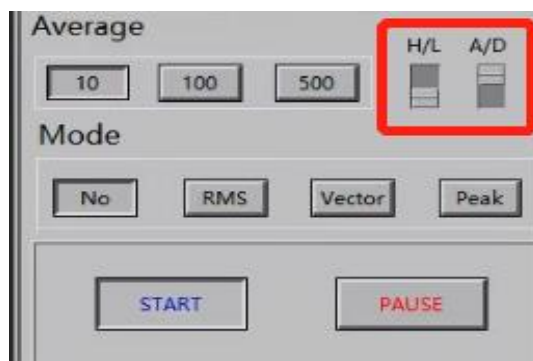 Average
H/L A/D
10 100 500
Mode
No RMS Vector Peak
START PAUSE